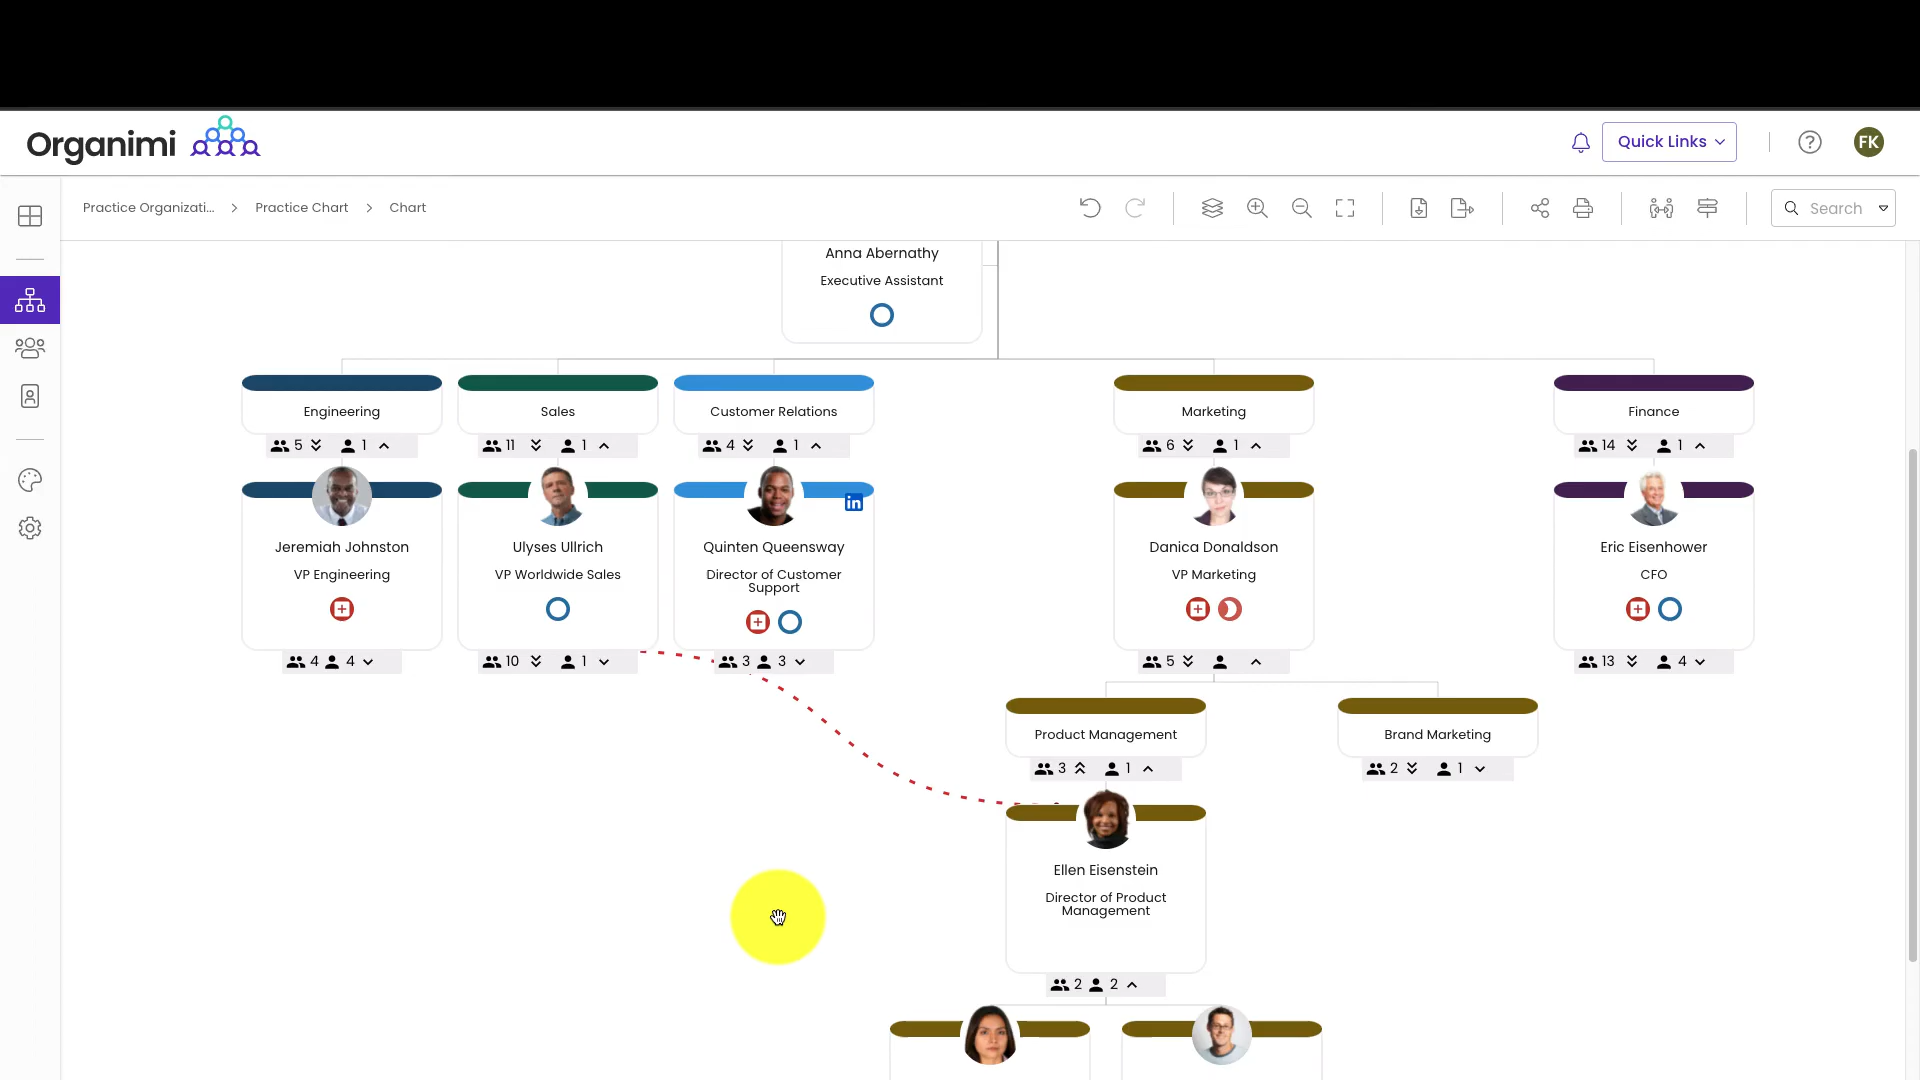 Organimi
Quick Links
?
FK
Practice Organizati... > Practice Chart > Chart
Search
Anna Abernathy
Executive Assistant
Engineering
Sales
Customer Relations
Marketing
Finance
5 1
11 1
4 1
6 1
14 1
in
Jeremiah Johnston
Ulyses Ullrich
Quinten Queensway
Danica Donaldson
Eric Eisenhower
VP Engineering
VP Worldwide Sales
Director of Customer
Support
VP Marketing
CFO
4 4
10 1
3 3
5
13 4
Product Management
Brand Marketing
3 1
2 1
Ellen Eisenstein
Director of Product
Management
2 2